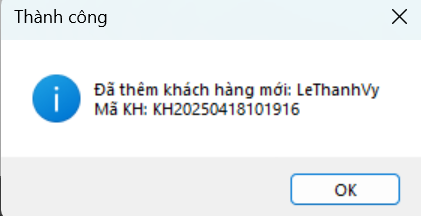 Thành công
Đã thêm khách hàng mới: LeThanhVy
Mã KH: KH20250418101916
OK